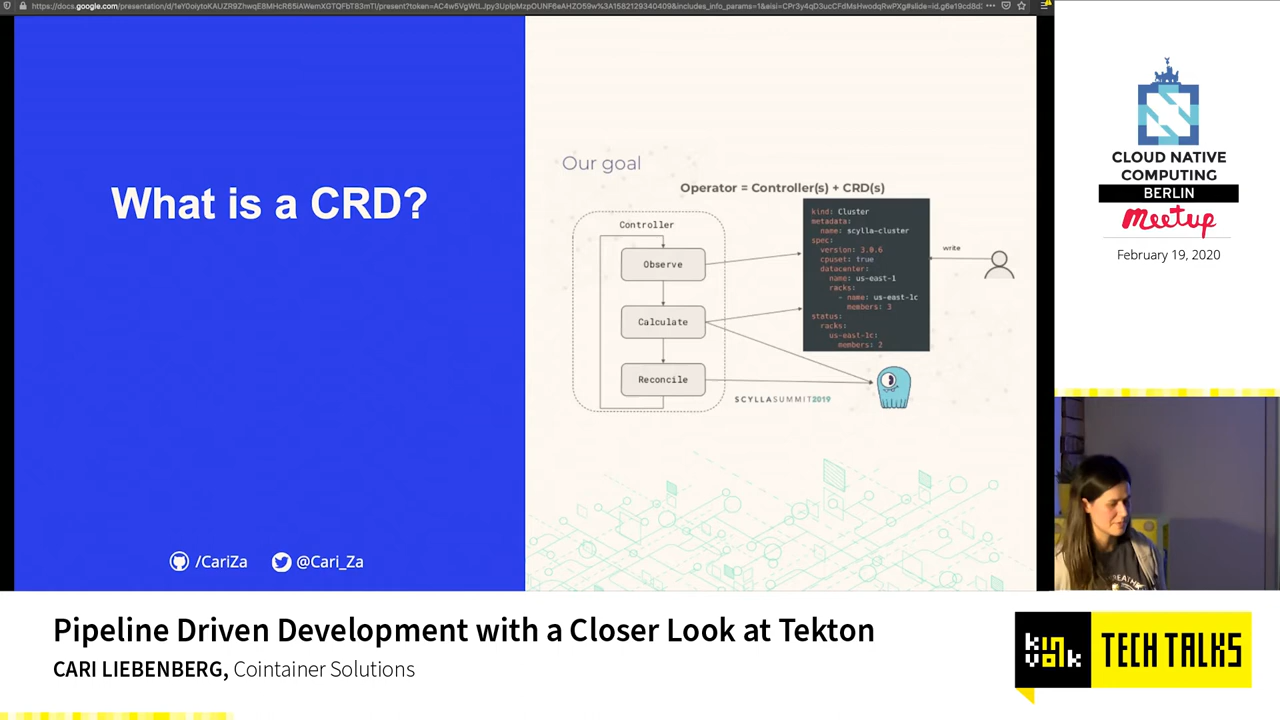 What is a CRD?
/CariZa
@Cari_Za
Our goal
Operator = Controller(s) + CRD(s)
Controller
Observe
Calculate
Reconcile
kind: Cluster
metadata:
name: scylla-cluster
spec:
version: 3.0.6
cpuset: true
datacenter:
name: us-east-1
racks:
- name: us-east-1c
members: 3
status:
racks:
us-east-1c:
members: 2
write
SCYLLASUMMIT2019
CLOUD NATIVE
COMPUTING
BERLIN
meetup
February 19, 2020
Pipeline Driven Development with a Closer Look at Tekton
CARI LIEBENBERG, Cointainer Solutions
kinvolk
TECH TALKS